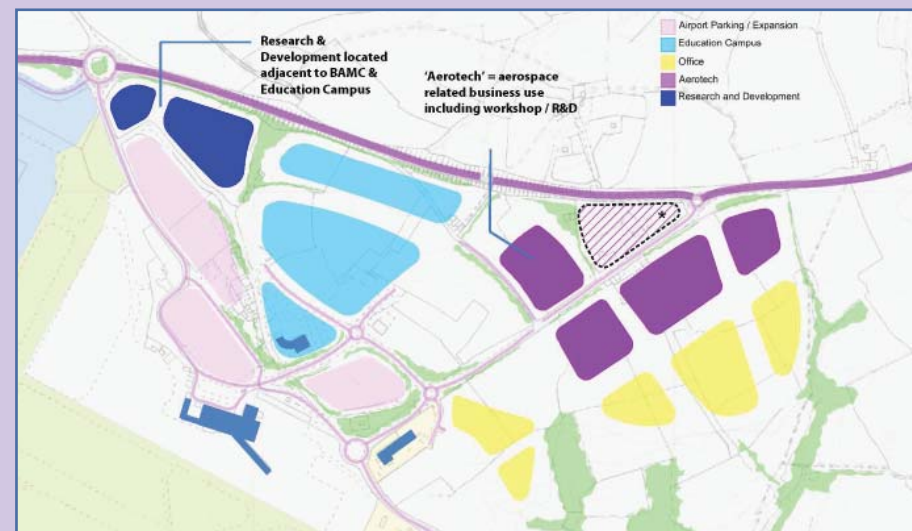 Research &
Development located
adjacent to BAMC &
Education Campus
'Aerotech' = aerospace
related business use
including workshop / R&D
Airport Parking / Expansion
Education Campus
Office
Aerotech
Research and Development
*